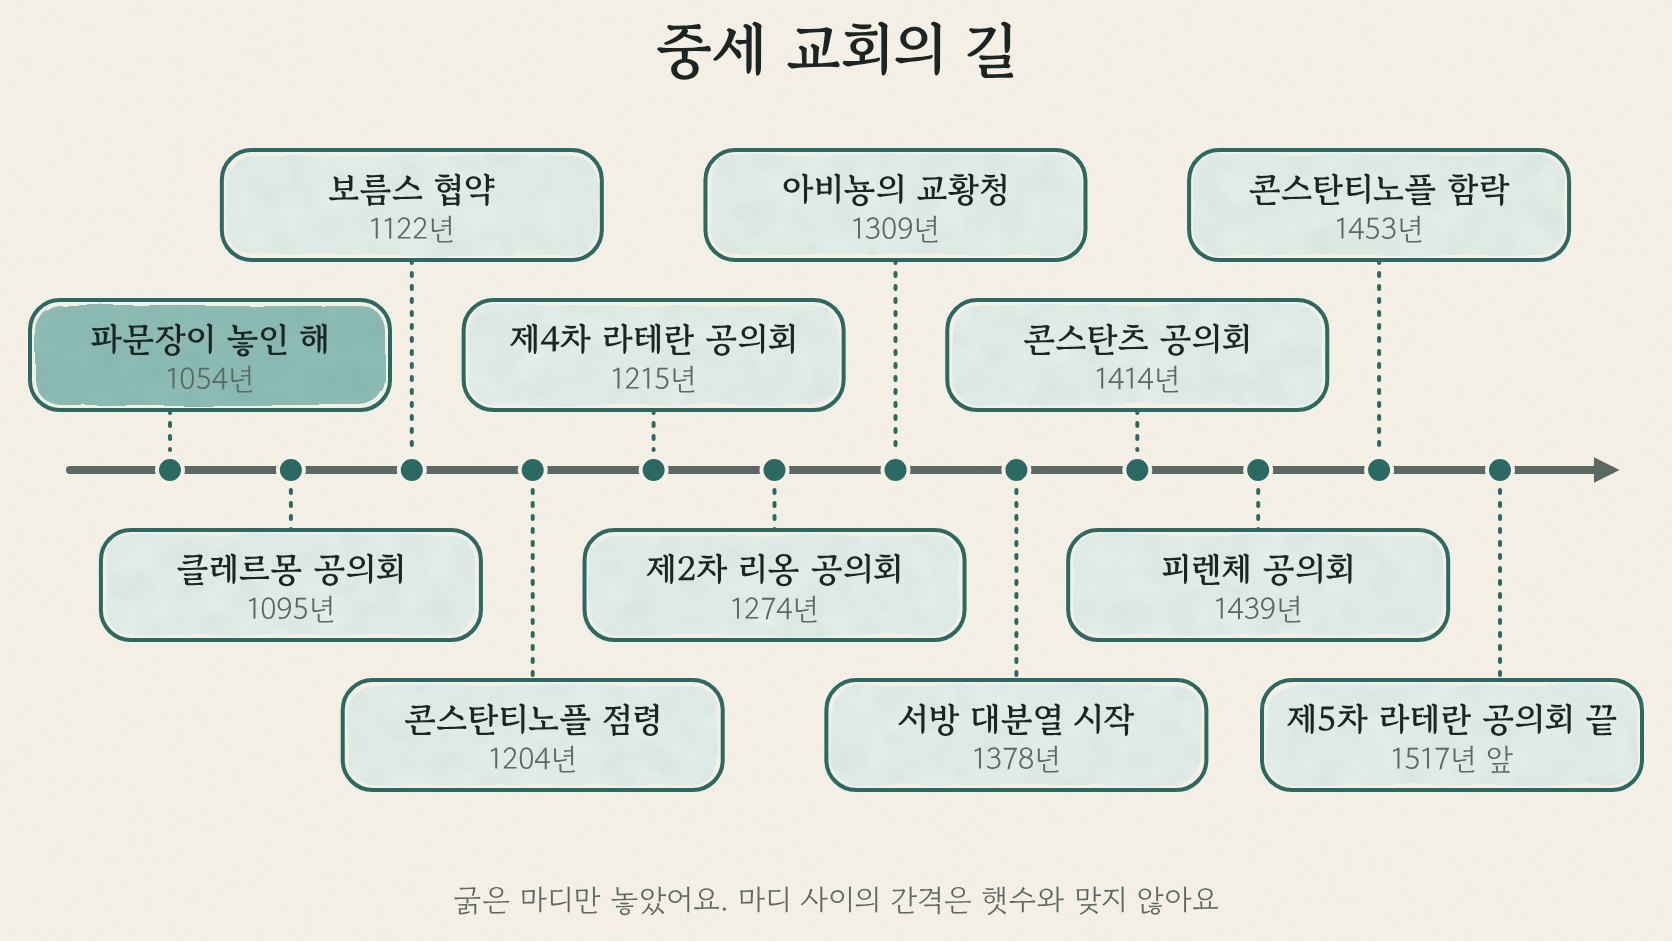 중세 교회의 길
보름스 협약
1122년
아비뇽의 교황청
1309년
콘스탄티노플 함락
1453년
파문장이 놓인 해
1054년
제4차 라테란 공의회
1215년
콘스탄츠 공의회
1414년
클레르몽 공의회
1095년
제2차 리옹 공의회
1274년
피렌체 공의회
1439년
콘스탄티노플 점령
1204년
서방 대분열 시작
1378년
제5차 라테란 공의회 끝
1517년 앞
굵은 마디만 놓았어요. 마디 사이의 간격은 햇수와 맞지 않아요